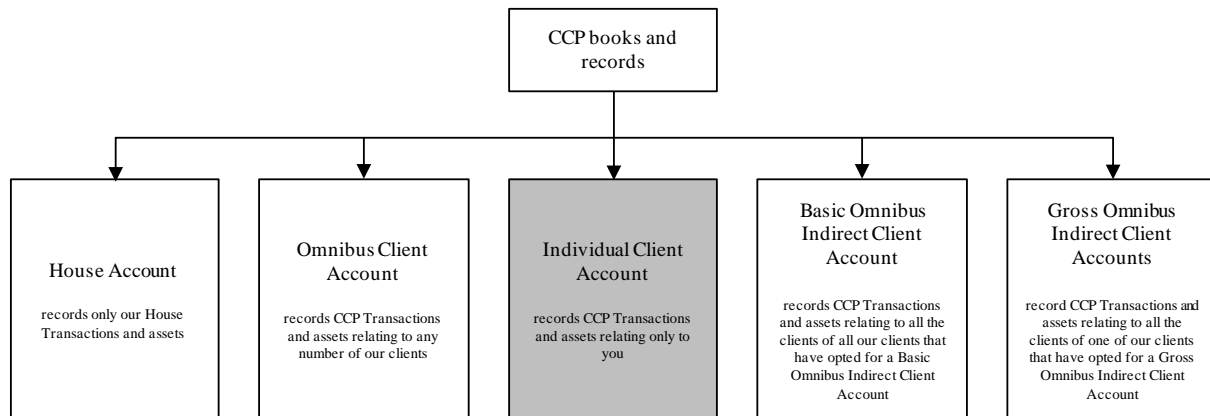 CCP books and
records
House Account
records only our House
Transactions and assets
Omnibus Client
Account
records CCP Transactions
and assets relating to any
number of our clients
Individual Client
Account
records CCP Transactions
and assets relating only to
you
Basic Omnibus
Indirect Client
Account
records CCP Transactions
and assets relating to all the
clients of all our clients that
have opted for a Basic
Omnibus Indirect Client
Account
Gross Omnibus
Indirect Client
Accounts
record CCP Transactions and
assets relating to all the
clients of one of our clients
that have opted for a Gross
Omnibus Indirect Client
Account